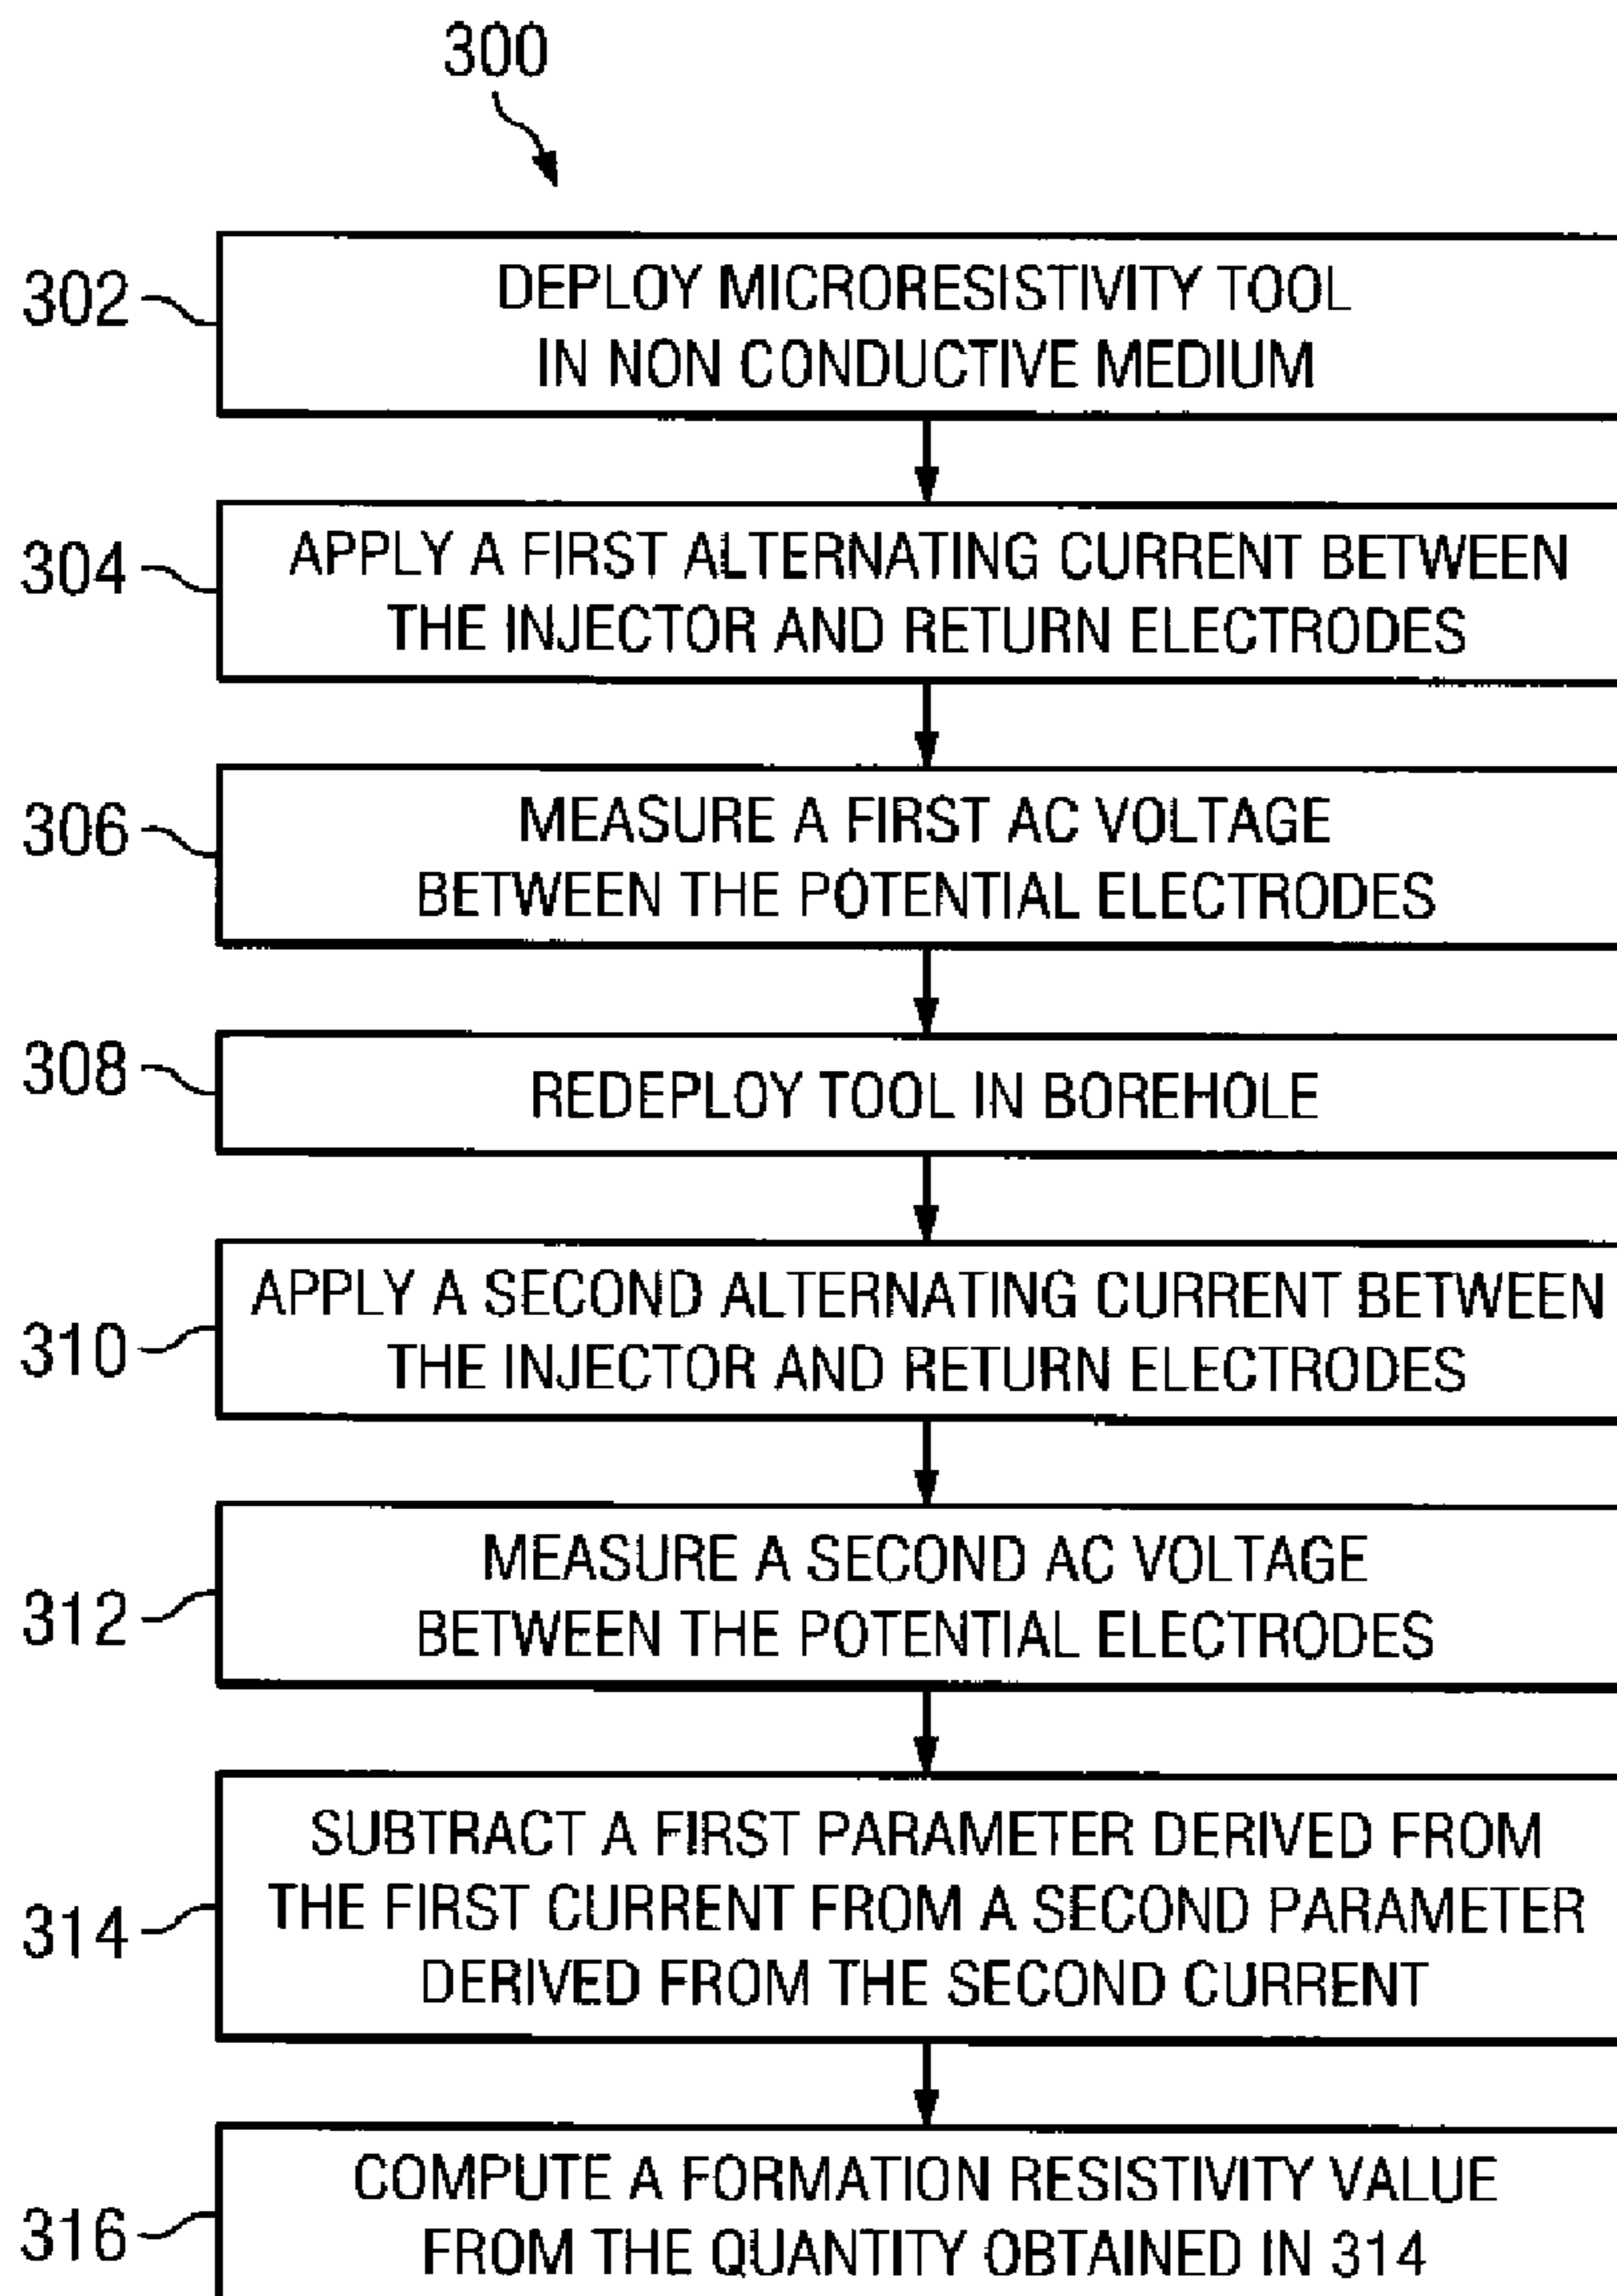 300
302
DEPLOY MICRORESISTIVITY TOOL
IN NON CONDUCTIVE MEDIUM
304
APPLY A FIRST ALTERNATING CURRENT BETWEEN
THE INJECTOR AND RETURN ELECTRODES
306
MEASURE A FIRST AC VOLTAGE
BETWEEN THE POTENTIAL ELECTRODES
308
REDEPLOY TOOL IN BOREHOLE
310
APPLY A SECOND ALTERNATING CURRENT BETWEEN
THE INJECTOR AND RETURN ELECTRODES
312
MEASURE A SECOND AC VOLTAGE
BETWEEN THE POTENTIAL ELECTRODES
314
SUBTRACT A FIRST PARAMETER DERIVED FROM
THE FIRST CURRENT FROM A SECOND PARAMETER
DERIVED FROM THE SECOND CURRENT
316
COMPUTE A FORMATION RESISTIVITY VALUE
FROM THE QUANTITY OBTAINED IN 314